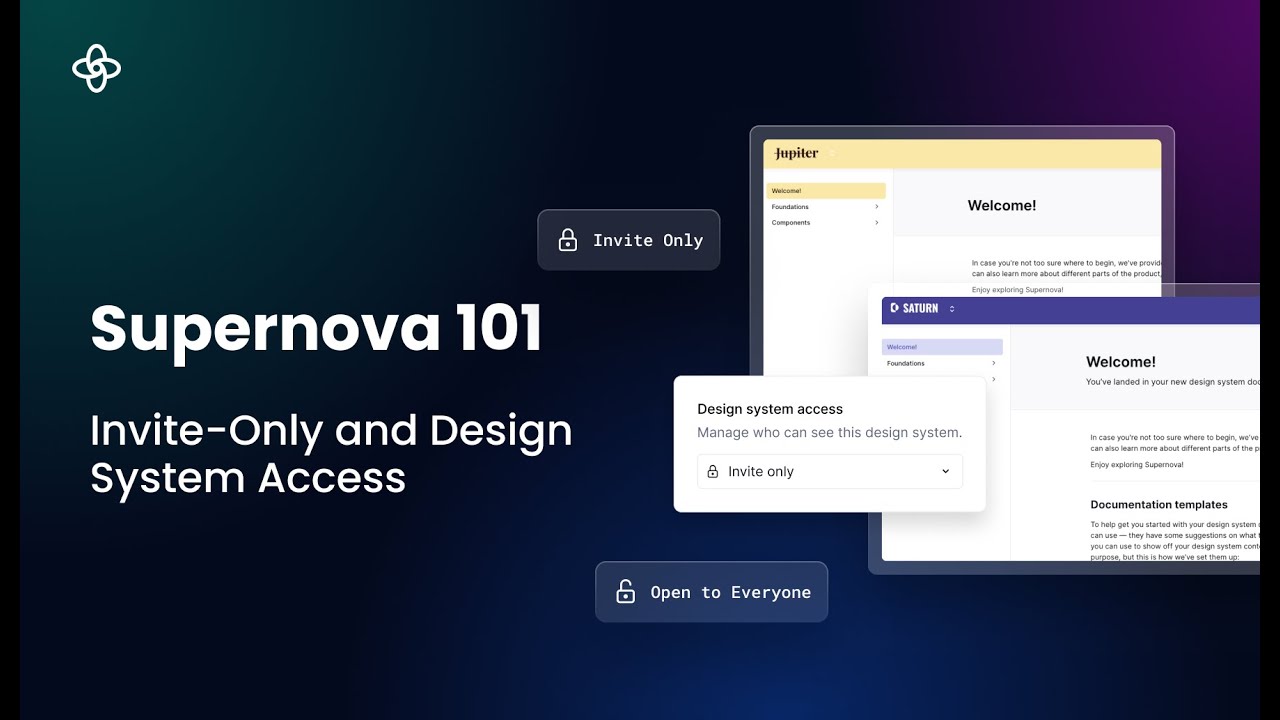 Supernova 101
Invite-Only and Design
System Access
Invite Only
Open to Everyone
Design system access
Manage who can see this design system.
Invite only
Jupiter
Welcome!
Foundations
Components
Welcome!
In case you're not too sure where to begin, we've provid
can also learn more about different parts of the product,
Enjoy exploring Supernova!
SATURN
Welcome!
Foundations
Welcome!
You've landed in your new design system doc
In case you're not too sure where to begin, we've
can also learn more about different parts of the p
Enjoy exploring Supernova!
Documentation templates
To help get you started with your design system
can use — they have some suggestions on what
you can use to show off your design system cont
purpose, but this is how we've set them up: